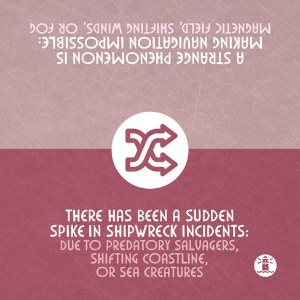 A STRANGE PHENOMENON IS
MAKING NAVIGATION IMPOSSIBLE:
MAGNETIC FIELD, SHIFTING WINDS, OR FOG
THERE HAS BEEN A SUDDEN
SPIKE IN SHIPWRECK INCIDENTS:
DUE TO PREDATORY SALVAGERS,
SHIFTING COASTLINE,
OR SEA CREATURES